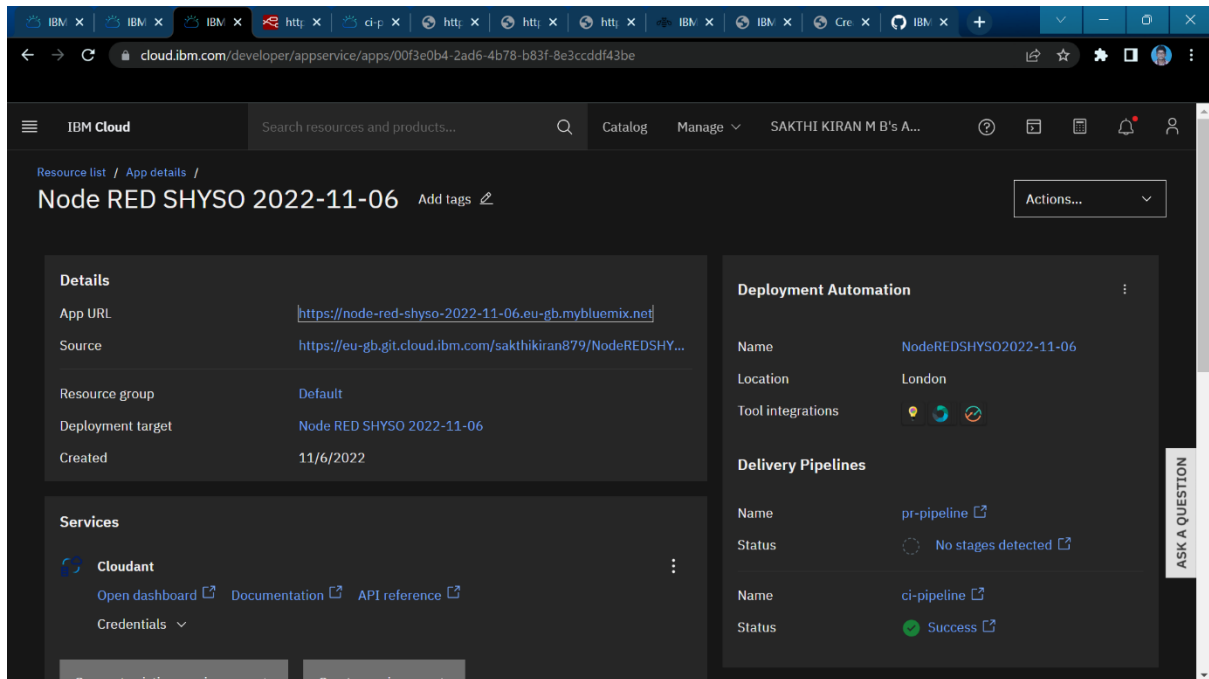 IBM IBM IBM http ci-p http http http IBM IBM Cre IBM
cloud.ibm.com/developer/appservice/apps/00f3e0b4-2ad6-4b78-b83f-8e3ccddf43be
IBM Cloud
Search resources and products...
Catalog
Manage
SAKTHI KIRAN M B's A...
Resource list / App details /
Node RED SHYSO 2022-11-06
Add tags
Actions...
Details
App URL
https://node-red-shyso-2022-11-06.eu-gb.mybluemix.net
Source
https://eu-gb.git.cloud.ibm.com/sakthikiran879/NodeREDSHY...
Resource group
Default
Deployment target
Node RED SHYSO 2022-11-06
Created
11/6/2022
Services
Cloudant
Open dashboard
Documentation
API reference
Credentials
Deployment Automation
Name
NodeREDSHYSO2022-11-06
Location
London
Tool integrations
Delivery Pipelines
Name
pr-pipeline
Status
No stages detected
Name
ci-pipeline
Status
Success
ASK A QUESTION